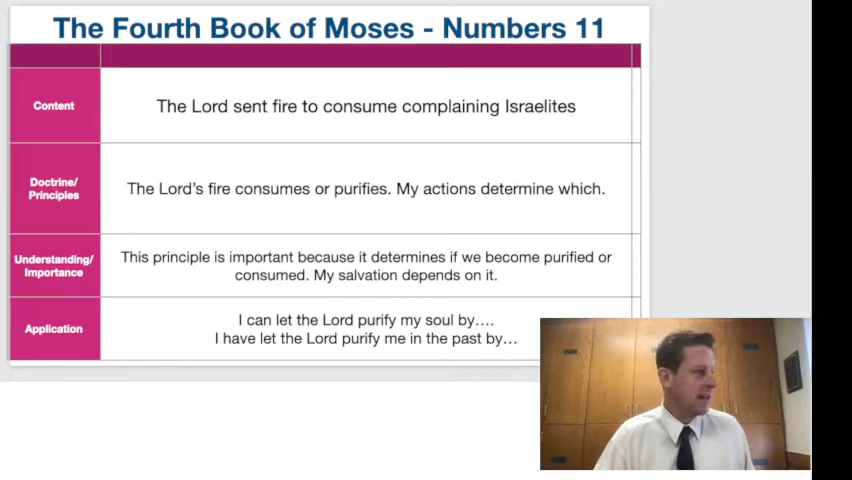 The Fourth Book of Moses - Numbers 11
Content
The Lord sent fire to consume complaining Israelites
Doctrine/
Principles
The Lord's fire consumes or purifies. My actions determine which.
Understanding/
Importance
This principle is important because it determines if we become purified or
consumed. My salvation depends on it.
Application
I can let the Lord purify my soul by….
I have let the Lord purify me in the past by…